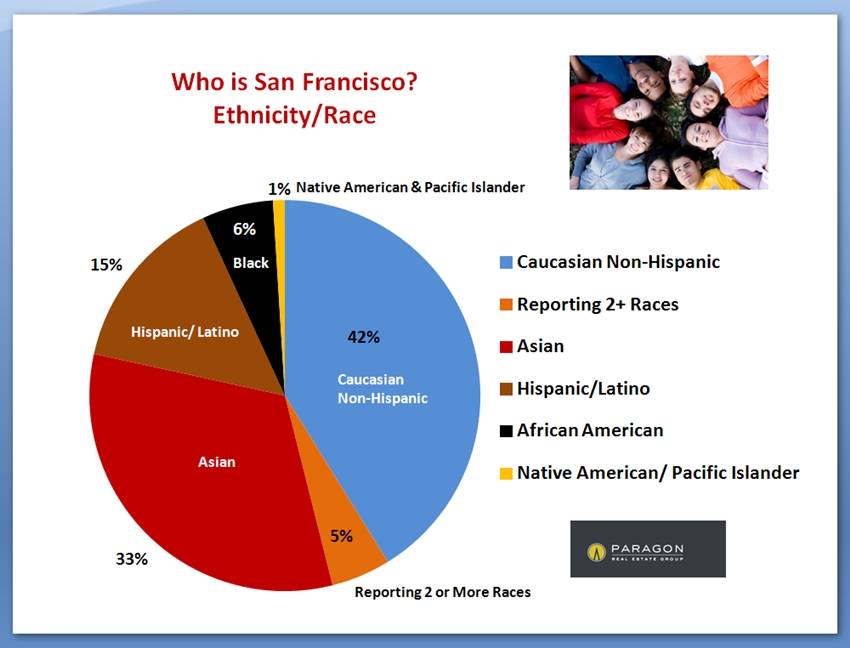 Who is San Francisco?
Ethnicity/Race
1% Native American & Pacific Islander
6%
Black
15%
Hispanic/ Latino
42%
Caucasian
Non-Hispanic
Asian
33%
5%
Reporting 2 or More Races
Caucasian Non-Hispanic
Reporting 2+ Races
Asian
Hispanic/Latino
African American
Native American/ Pacific Islander
PARAGON
REAL ESTATE GROUP